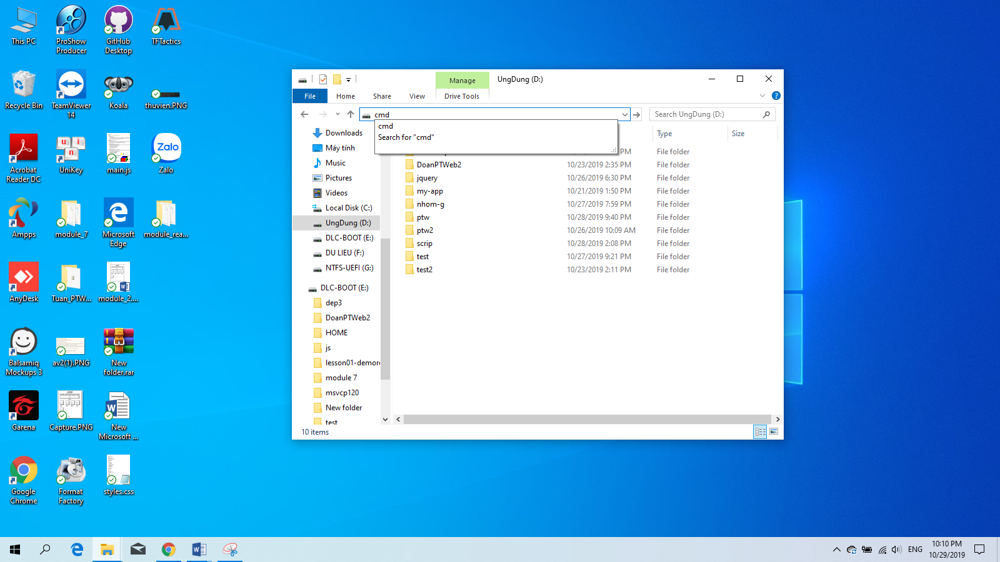 This PC
ProShow
Producer
GitHub
Desktop
TFTactics
Recycle Bin
TeamViewer
14
Koala
thuvien.PNG
Acrobat
Reader DC
UniKey
main.js
Zalo
Zalo
Ampps
module_7
Microsoft
Edge
module_rea...
AnyDesk
Tuan_PTW...
module_2....
Balsamiq
Mockups 3
av2(1).PNG
New
folder.rar
Garena
Capture.PNG
New
Microsoft ...
Google
Chrome
Format
Factory
styles.css
Manage
UngDung (D:)
File
Home
Share
View
Drive Tools
cmd
Search UngDung (D:)
cmd
Search for "cmd"
Type
Size
Downloads
Máy tính
Music
Pictures
Videos
Local Disk (C:)
UngDung (D:)
DLC-BOOT (E:)
DU LIEU (F:)
NTFS-UEFI (G:)
DLC-BOOT (E:)
dep3
DoanPTWeb2
HOME
js
lesson01-demor
module 7
msvcp120
New folder
test
PM File folder
DoanPTWeb2 10/23/2019 2:35 PM File folder
jquery 10/26/2019 6:30 PM File folder
my-app 10/21/2019 1:50 PM File folder
nhom-g 10/27/2019 7:59 PM File folder
ptw 10/28/2019 9:40 PM File folder
ptw2 10/26/2019 10:09 AM File folder
scrip 10/28/2019 2:08 PM File folder
test 10/27/2019 9:21 PM File folder
test2 10/23/2019 2:11 PM File folder
10 items
ENG
10:10 PM
10/29/2019